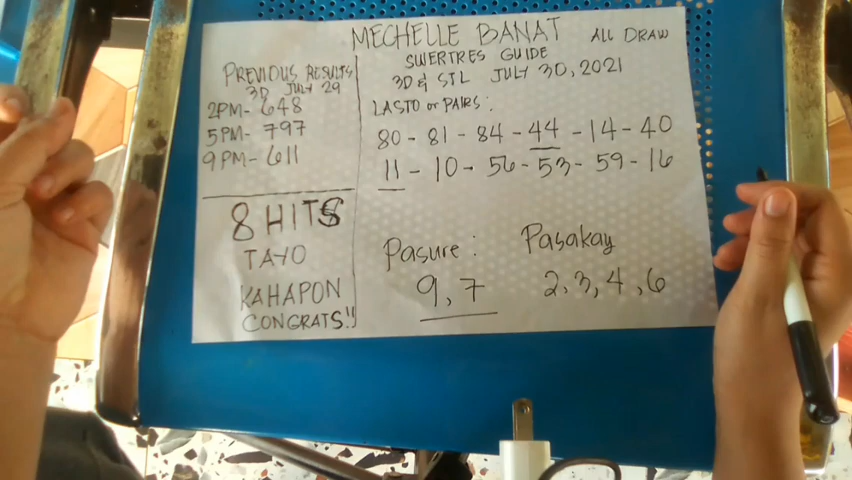 MECHELLE BANAT ALL DRAW
SWERTRES GUIDE
3D & STL JULY 30, 2021
PREVIOUS RESULTS
3D JULY 29
2PM- 648
5PM- 797
9PM- 611
LASTO or PAIRS:
80 - 81 - 84 - 44 - 14 - 40
11 - 10 - 56 - 53 - 59 - 16
8 HITS
TAYO
KAHAPON
CONGRATS!!
Pasure: Pasakay
9, 7 2, 3, 4, 6